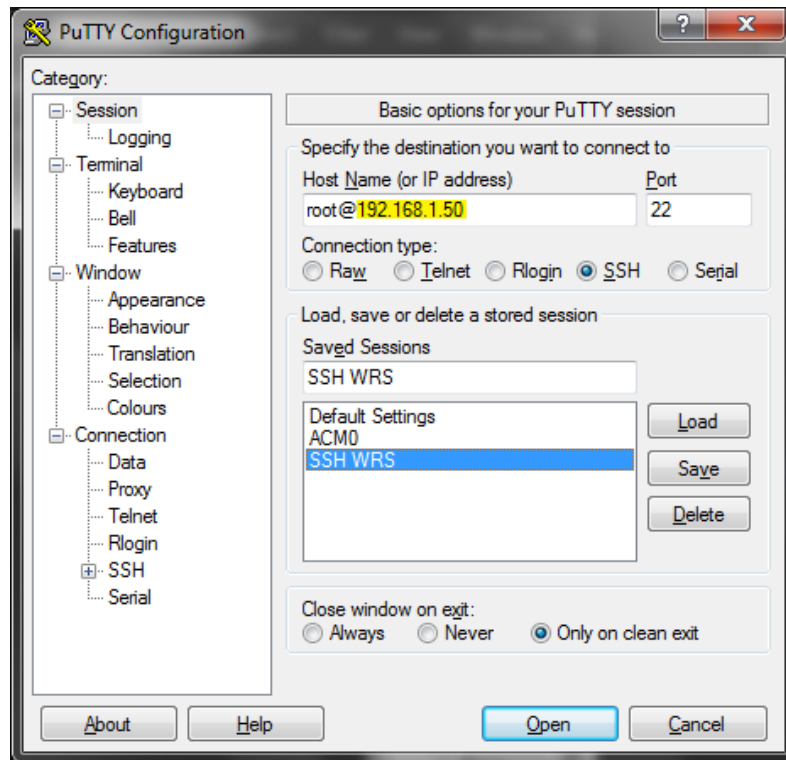 PuTTY Configuration
?
X
Category:
Session
Logging
Terminal
Keyboard
Bell
Features
Window
Appearance
Behaviour
Translation
Selection
Colours
Connection
Data
Proxy
Telnet
Rlogin
SSH
Serial
Basic options for your PuTTY session
Specify the destination you want to connect to
Host Name (or IP address) Port
root@192.168.1.50 22
Connection type:
Raw Telnet Rlogin SSH Serial
Load, save or delete a stored session
Saved Sessions
SSH WRS
Default Settings
ACM0
SSH WRS
Load
Save
Delete
Close window on exit:
Always Never Only on clean exit
About Help Open Cancel